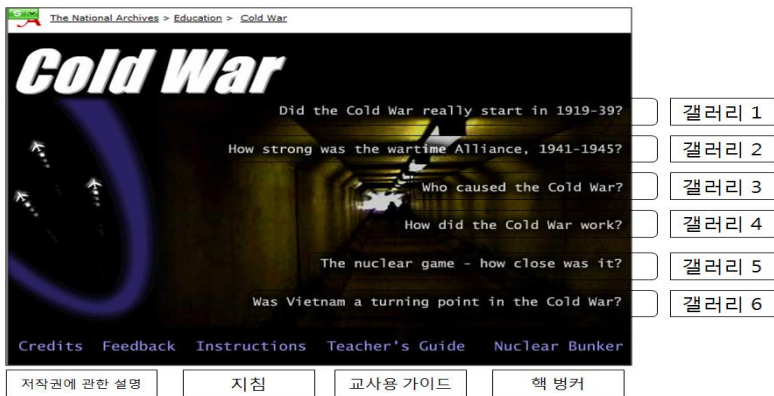 The National Archives > Education > Cold War
Cold War
Did the Cold War really start in 1919-39?
갤러리 1
How strong was the wartime Alliance, 1941-1945?
갤러리 2
Who caused the Cold War?
갤러리 3
How did the Cold War work?
갤러리 4
The nuclear game - how close was it?
갤러리 5
Was Vietnam a turning point in the Cold War?
갤러리 6
Credits Feedback Instructions Teacher's Guide Nuclear Bunker
저작권에 관한 설명 지침 교사용 가이드 핵 벙커